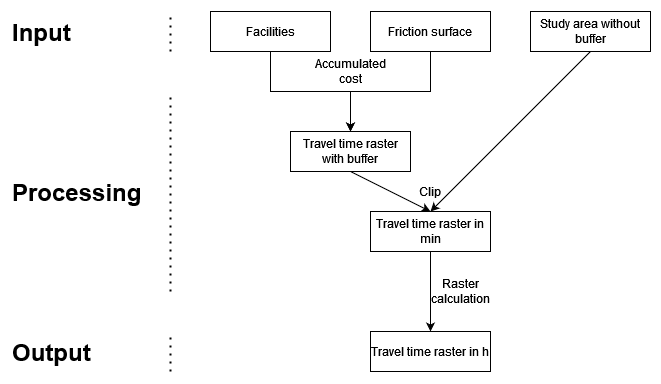 Input
Facilities
Friction surface
Study area without
buffer
Accumulated
cost
Processing
Travel time raster
with buffer
Clip
Travel time raster in
min
Raster
calculation
Output
Travel time raster in h